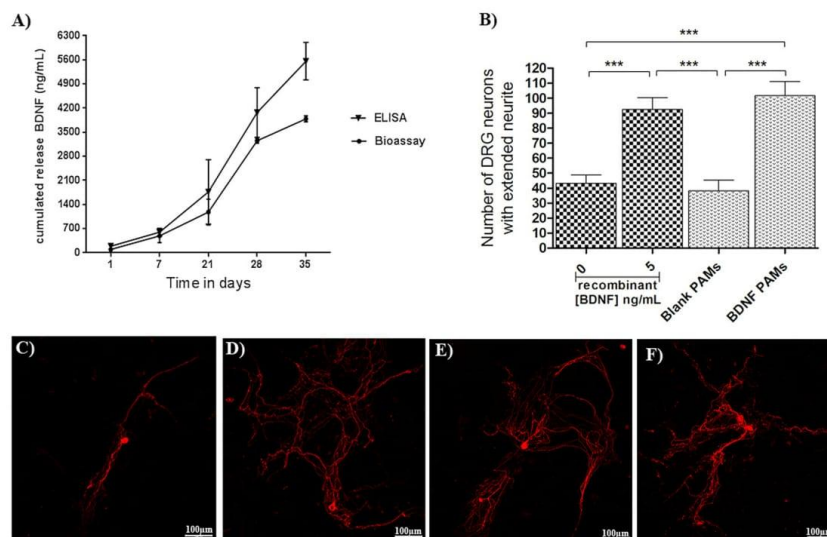 A)
6300
5600
4900
4200
3500
2800
2100
1400
700
0
cumulated release BDNF (ng/mL)
1 7 21 28 35
Time in days
ELISA
Bioassay
B)
***
*** *** ***
120
110
100
90
80
70
60
50
40
30
20
10
0
Number of DRG neurons
with extended neurite
0 5
recombinant
[BDNF] ng/mL
Blank PAMs
BDNF PAMs
C) D) E) F)
100µm 100µm 100µm 100µm